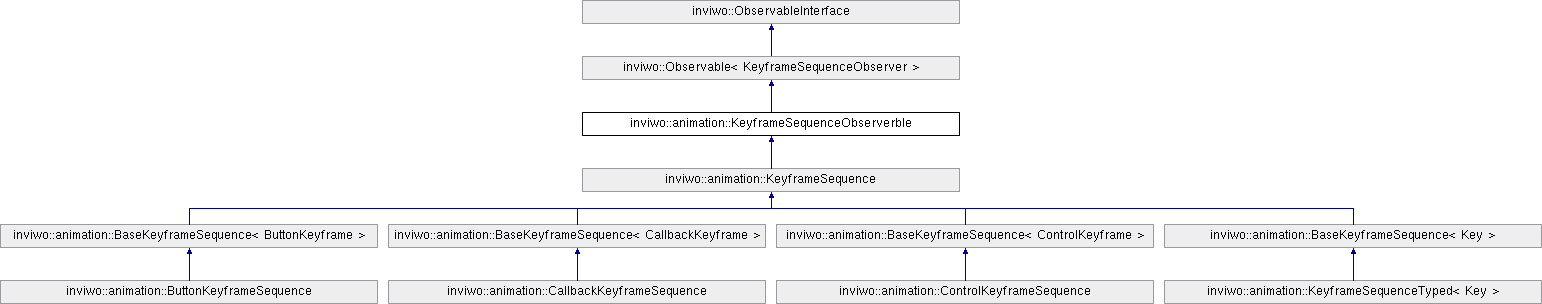 inviwo::ObservableInterface
inviwo::Observable< KeyframeSequenceObserver >
inviwo::animation::KeyframeSequenceObserverble
inviwo::animation::KeyframeSequence
inviwo::animation::BaseKeyframeSequence< ButtonKeyframe >
inviwo::animation::BaseKeyframeSequence< CallbackKeyframe >
inviwo::animation::BaseKeyframeSequence< ControlKeyframe >
inviwo::animation::BaseKeyframeSequence< Key >
inviwo::animation::ButtonKeyframeSequence
inviwo::animation::CallbackKeyframeSequence
inviwo::animation::ControlKeyframeSequence
inviwo::animation::KeyframeSequenceTyped< Key >